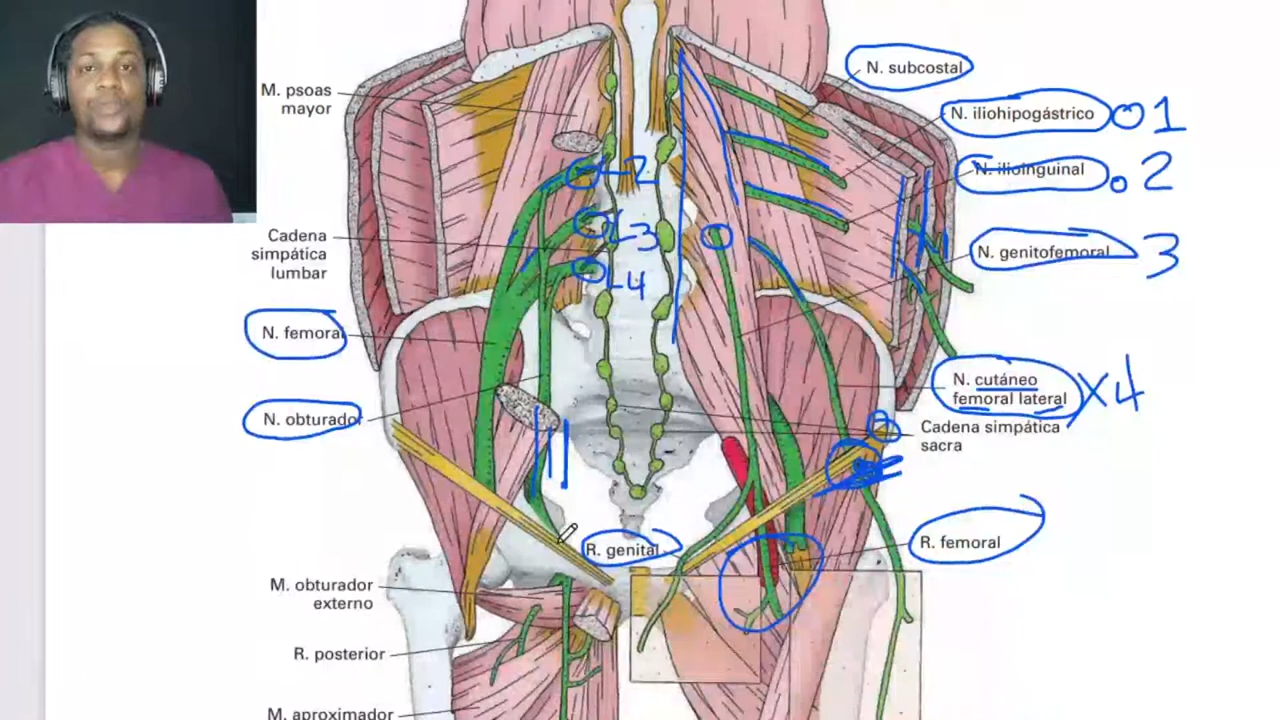 M. psoas
mayor
Cadena
simpática
lumbar
N. femoral
N. obturador
M. obturador
externo
R. posterior
M. aproximador
L2
L3
L4
R. genital
N. subcostal
N. iliohipogástrico 1
N. ilioinguinal 2
N. genitofemoral 3
N. cutáneo
femoral lateral X4
Cadena simpática
sacra
R. femoral